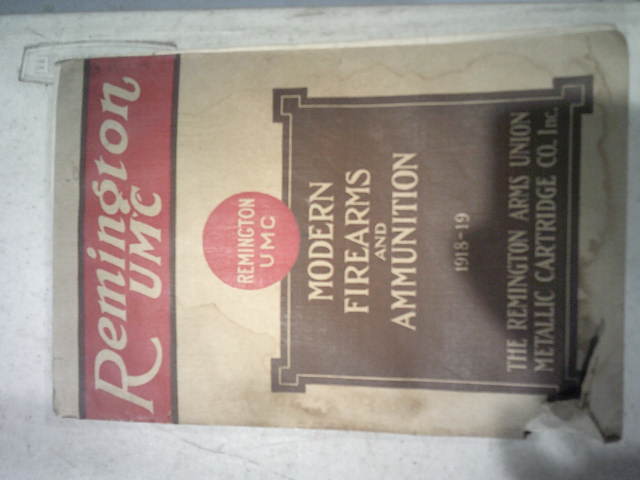 Remington
UMC
REMINGTON
UMC
MODERN
FIREARMS
AND
AMMUNITION
1918-19
THE REMINGTON ARMS UNION
METALLIC CARTRIDGE CO. Inc.